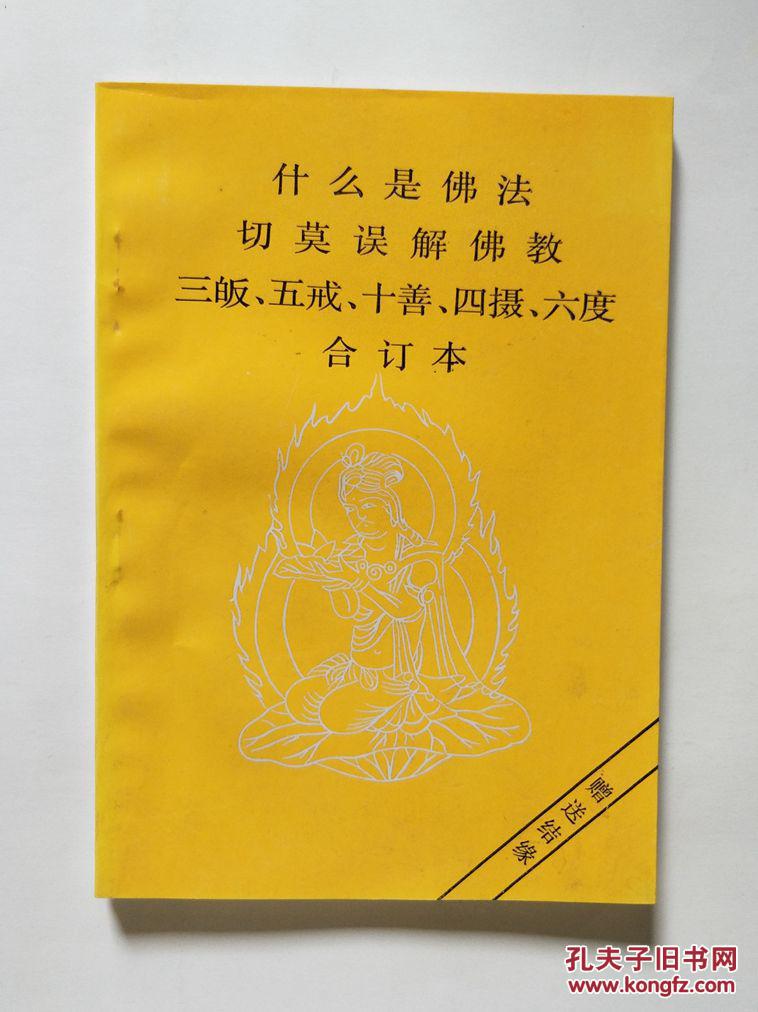 什么是佛法
切莫误解佛教
三皈、五戒、十善、四摄、六度
合订本
赠送结缘
孔夫子旧书网
www.kongfz.com